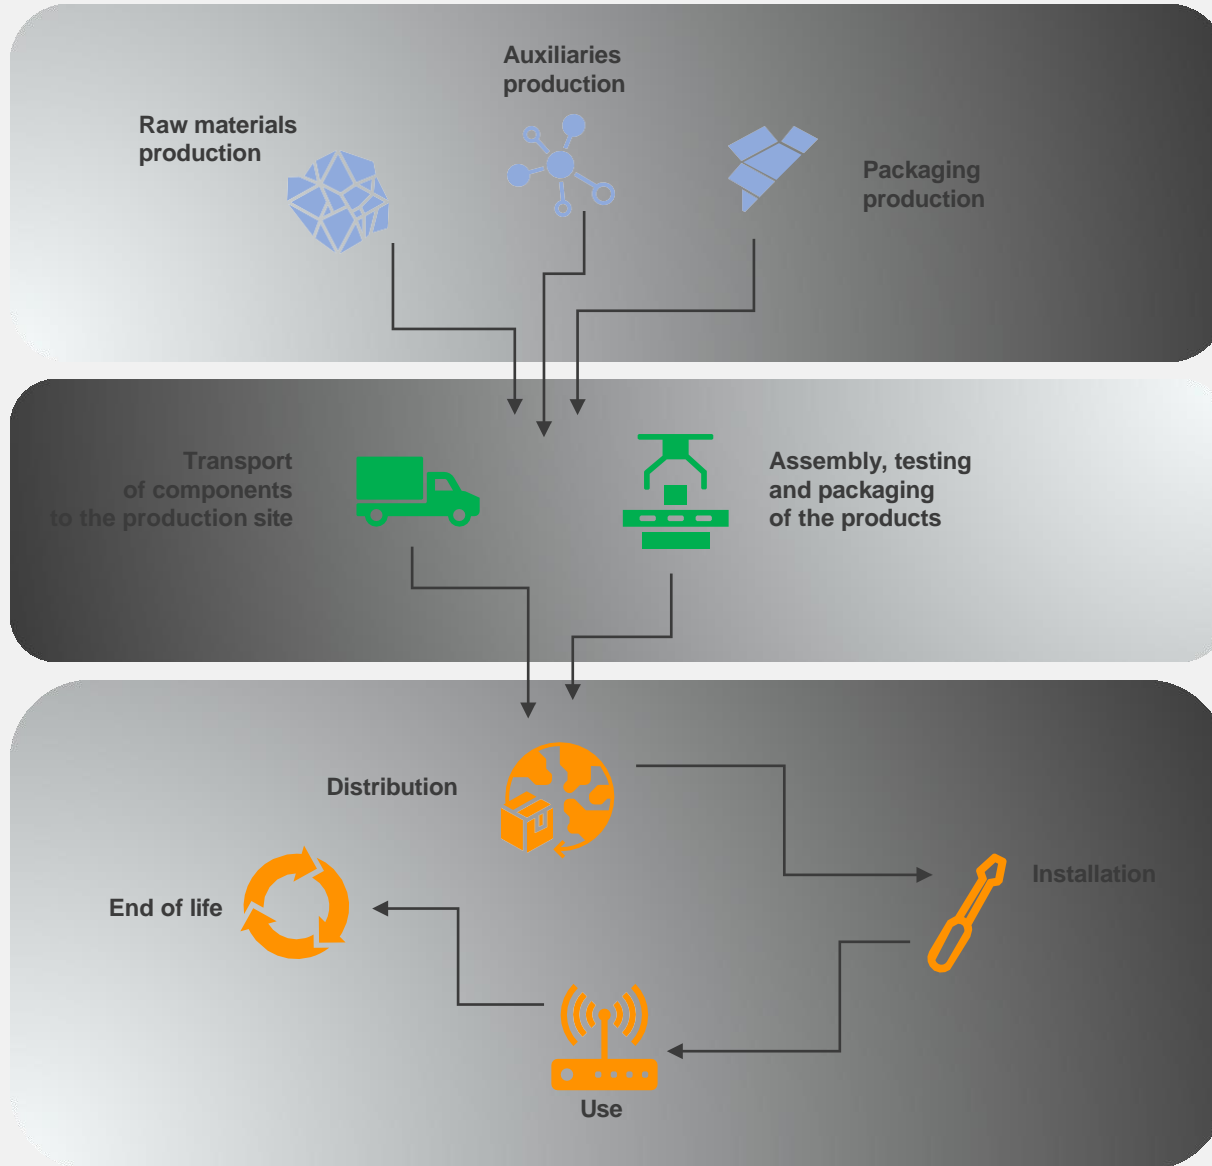 Auxiliaries
production
Raw materials
production
Packaging
production
Transport
of components
to the production site
Assembly, testing
and packaging
of the products
Distribution
Installation
End of life
Use